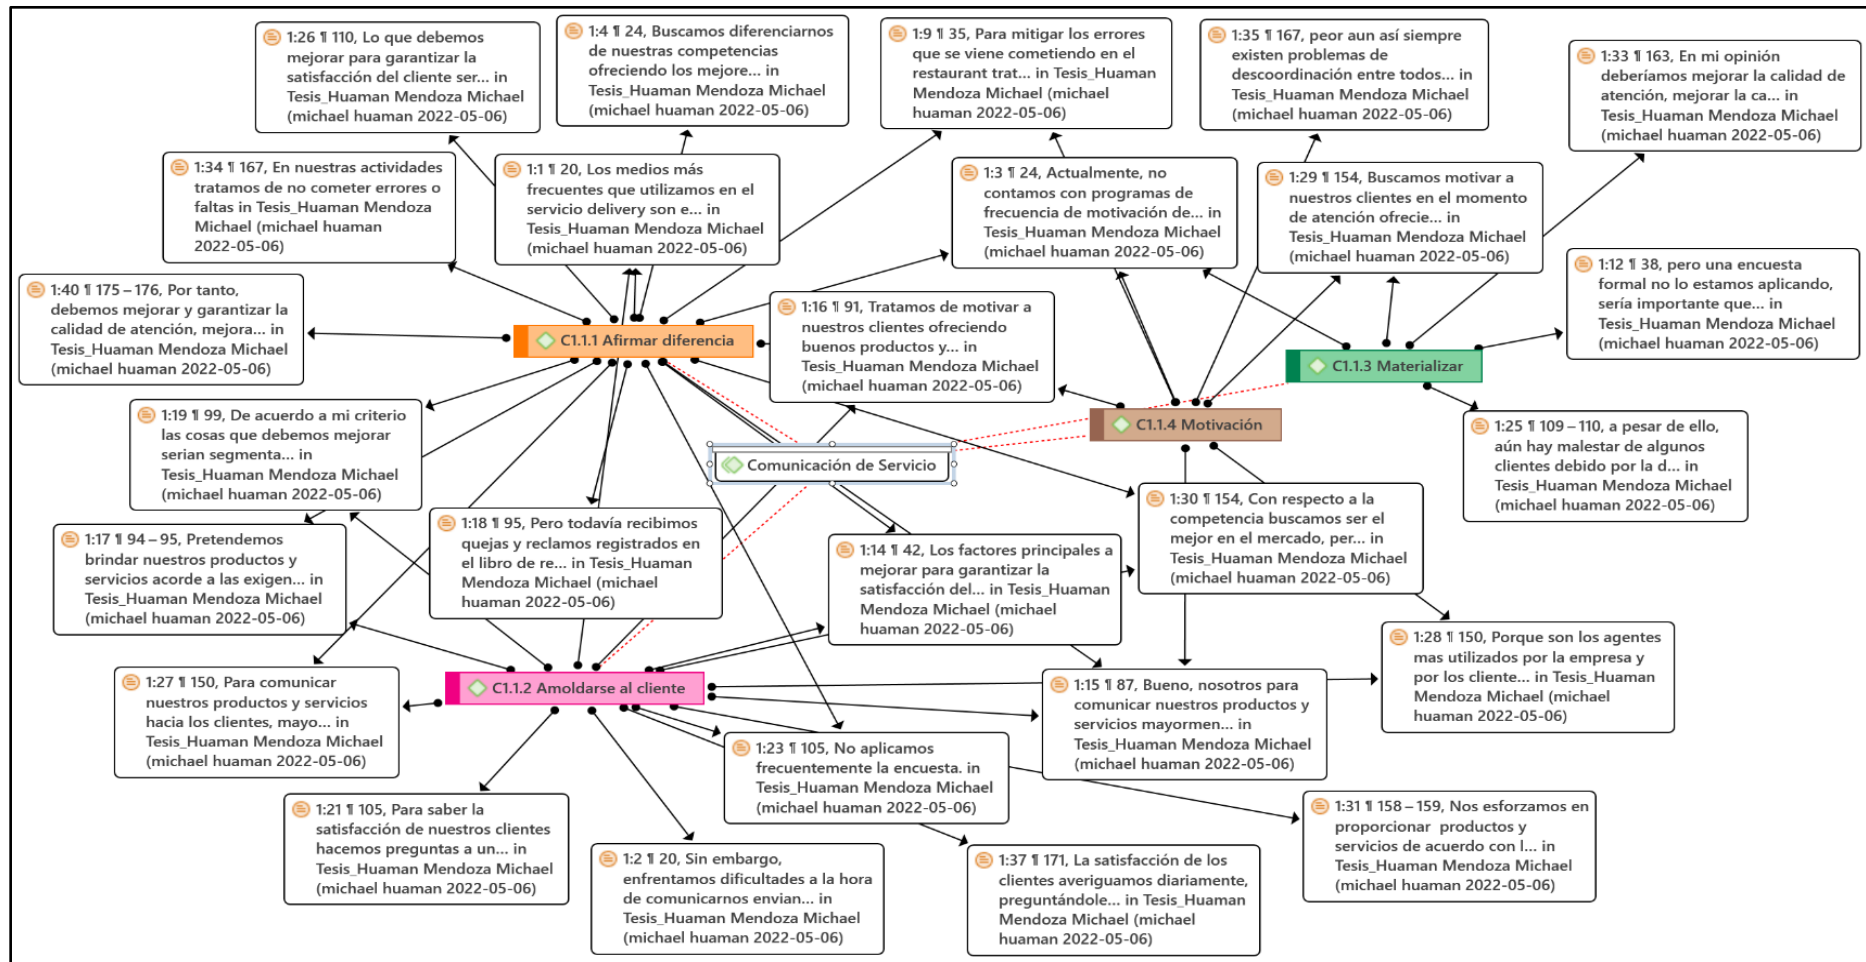 1:26 ¶ 110, Lo que debemos
mejorar para garantizar la
satisfacción del cliente ser... in
Tesis_Huaman Mendoza Michael
(michael huaman 2022-05-06)
1:4 ¶ 24, Buscamos diferenciarnos
de nuestras competencias
ofreciendo los mejore... in
Tesis_Huaman Mendoza Michael
(michael huaman 2022-05-06)
1:9 ¶ 35, Para mitigar los errores
que se viene cometiendo en el
restaurant trat... in Tesis_Huaman
Mendoza Michael (michael
huaman 2022-05-06)
1:35 ¶ 167, peor aun así siempre
existen problemas de
descoordinación entre todos... in
Tesis_Huaman Mendoza Michael
(michael huaman 2022-05-06)
1:33 ¶ 163, En mi opinión
deberíamos mejorar la calidad de
atención, mejorar la ca... in
Tesis_Huaman Mendoza Michael
(michael huaman 2022-05-06)
1:34 ¶ 167, En nuestras actividades
tratamos de no cometer errores o
faltas in Tesis_Huaman Mendoza
Michael (michael huaman
2022-05-06)
1:1 ¶ 20, Los medios más
frecuentes que utilizamos en el
servicio delivery son e... in
Tesis_Huaman Mendoza Michael
(michael huaman 2022-05-06)
1:3 ¶ 24, Actualmente, no
contamos con programas de
frecuencia de motivación de... in
Tesis_Huaman Mendoza Michael
(michael huaman 2022-05-06)
1:29 ¶ 154, Buscamos motivar a
nuestros clientes en el momento
de atención ofrecie... in
Tesis_Huaman Mendoza Michael
(michael huaman 2022-05-06)
1:40 ¶ 175 – 176, Por tanto,
debemos mejorar y garantizar la
calidad de atención, mejora... in
Tesis_Huaman Mendoza Michael
(michael huaman 2022-05-06)
1:16 ¶ 91, Tratamos de motivar a
nuestros clientes ofreciendo
buenos productos y... in
Tesis_Huaman Mendoza Michael
(michael huaman 2022-05-06)
1:12 ¶ 38, pero una encuesta
formal no lo estamos aplicando,
sería importante que... in
Tesis_Huaman Mendoza Michael
(michael huaman 2022-05-06)
C1.1.1 Afirmar diferencia
C1.1.3 Materializar
C1.1.4 Motivación
Comunicación de Servicio
1:19 ¶ 99, De acuerdo a mi criterio
las cosas que debemos mejorar
serian segmenta... in
Tesis_Huaman Mendoza Michael
(michael huaman 2022-05-06)
1:25 ¶ 109 – 110, a pesar de ello,
aún hay malestar de algunos
clientes debido por la d... in
Tesis_Huaman Mendoza Michael
(michael huaman 2022-05-06)
1:17 ¶ 94 – 95, Pretendemos
brindar nuestros productos y
servicios acorde a las exigen... in
Tesis_Huaman Mendoza Michael
(michael huaman 2022-05-06)
1:18 ¶ 95, Pero todavía recibimos
quejas y reclamos registrados en
el libro de re... in Tesis_Huaman
Mendoza Michael (michael
huaman 2022-05-06)
1:14 ¶ 42, Los factores principales a
mejorar para garantizar la
satisfacción del... in Tesis_Huaman
Mendoza Michael (michael
huaman 2022-05-06)
1:30 ¶ 154, Con respecto a la
competencia buscamos ser el
mejor en el mercado, per... in
Tesis_Huaman Mendoza Michael
(michael huaman 2022-05-06)
1:28 ¶ 150, Porque son los agentes
mas utilizados por la empresa y
por los cliente... in Tesis_Huaman
Mendoza Michael (michael
huaman 2022-05-06)
C1.1.2 Amoldarse al cliente
1:27 ¶ 150, Para comunicar
nuestros productos y servicios
hacia los clientes, mayo... in
Tesis_Huaman Mendoza Michael
(michael huaman 2022-05-06)
1:15 ¶ 87, Bueno, nosotros para
comunicar nuestros productos y
servicios mayormen... in
Tesis_Huaman Mendoza Michael
(michael huaman 2022-05-06)
1:23 ¶ 105, No aplicamos
frecuentemente la encuesta. in
Tesis_Huaman Mendoza Michael
(michael huaman 2022-05-06)
1:21 ¶ 105, Para saber la
satisfacción de nuestros clientes
hacemos preguntas a un... in
Tesis_Huaman Mendoza Michael
(michael huaman 2022-05-06)
1:2 ¶ 20, Sin embargo,
enfrentamos dificultades a la hora
de comunicarnos envian... in
Tesis_Huaman Mendoza Michael
(michael huaman 2022-05-06)
1:37 ¶ 171, La satisfacción de los
clientes averiguamos diariamente,
preguntándole... in Tesis_Huaman
Mendoza Michael (michael
huaman 2022-05-06)
1:31 ¶ 158 – 159, Nos esforzamos en
proporcionar productos y
servicios de acuerdo con l... in
Tesis_Huaman Mendoza Michael
(michael huaman 2022-05-06)